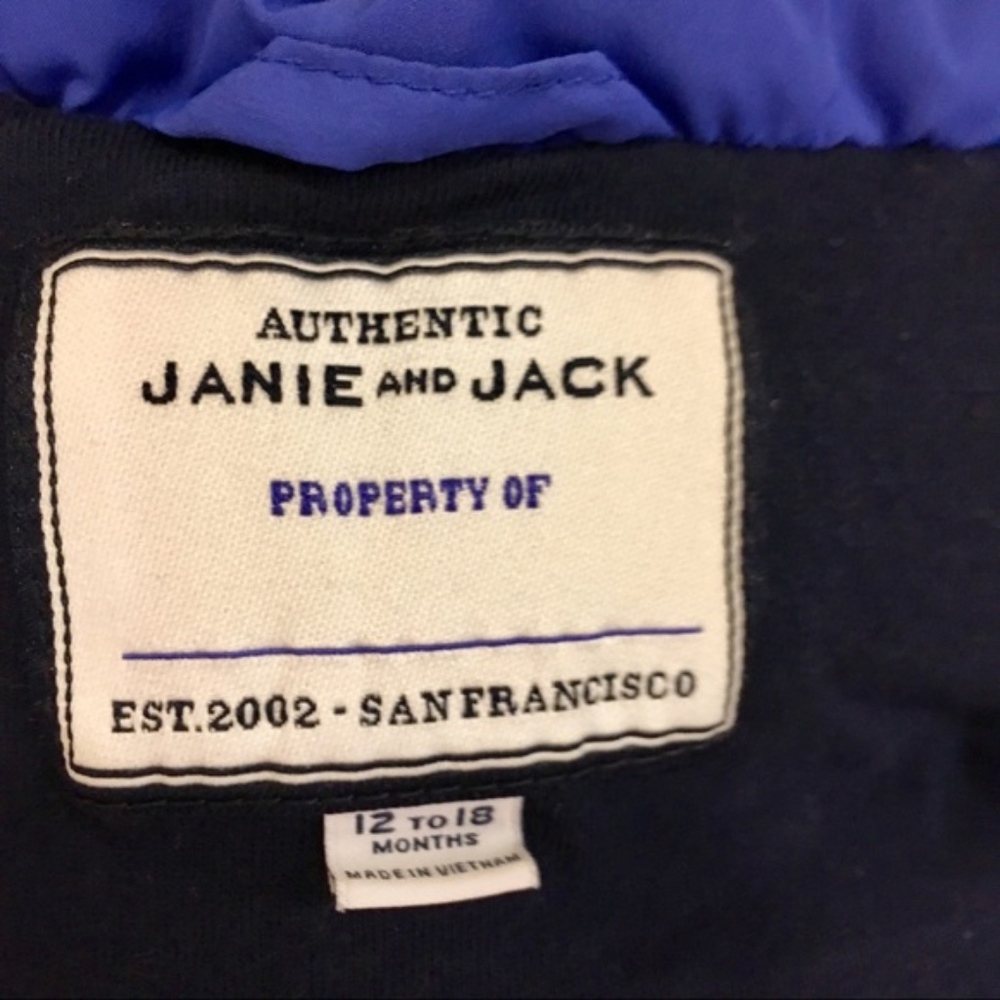 AUTHENTIC
JANIE AND JACK
PROPERTY OF
EST.2002 - SAN FRANCISCO
12 TO 18
MONTHS
MADE IN VIETNAM